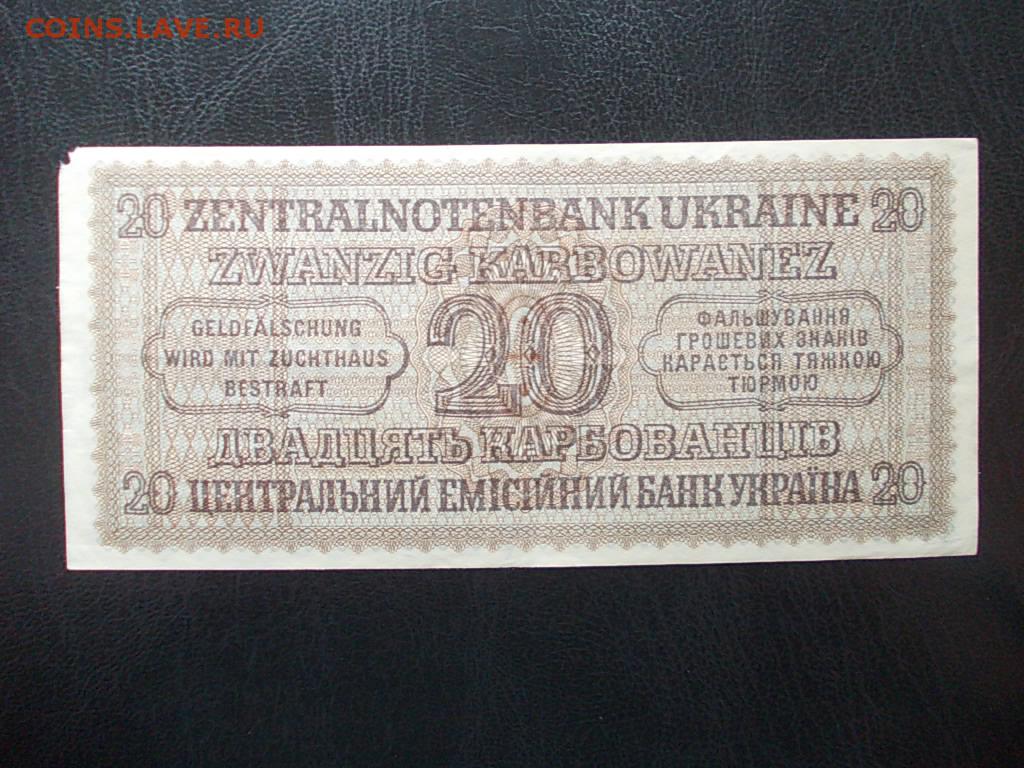 COINS.LAVE.RU
20 ZENTRALNOTENBANK UKRAINE 20
ZWANZIG KARBOWANEZ
GELDFÄLSCHUNG
WIRD MIT ZUCHTHAUS
BESTRAFT
20
ФАЛЬШУВАННЯ
ГРОШЕВИХ ЗНАКІВ
КАРАЄТЬСЯ ТЯЖКОЮ
ТЮРМОЮ
ДВАДЦЯТЬ КАРБОВАНЦІВ
20 ЦЕНТРАЛЬНИЙ ЕМІСІЙНИЙ БАНК УКРАЇНА 20